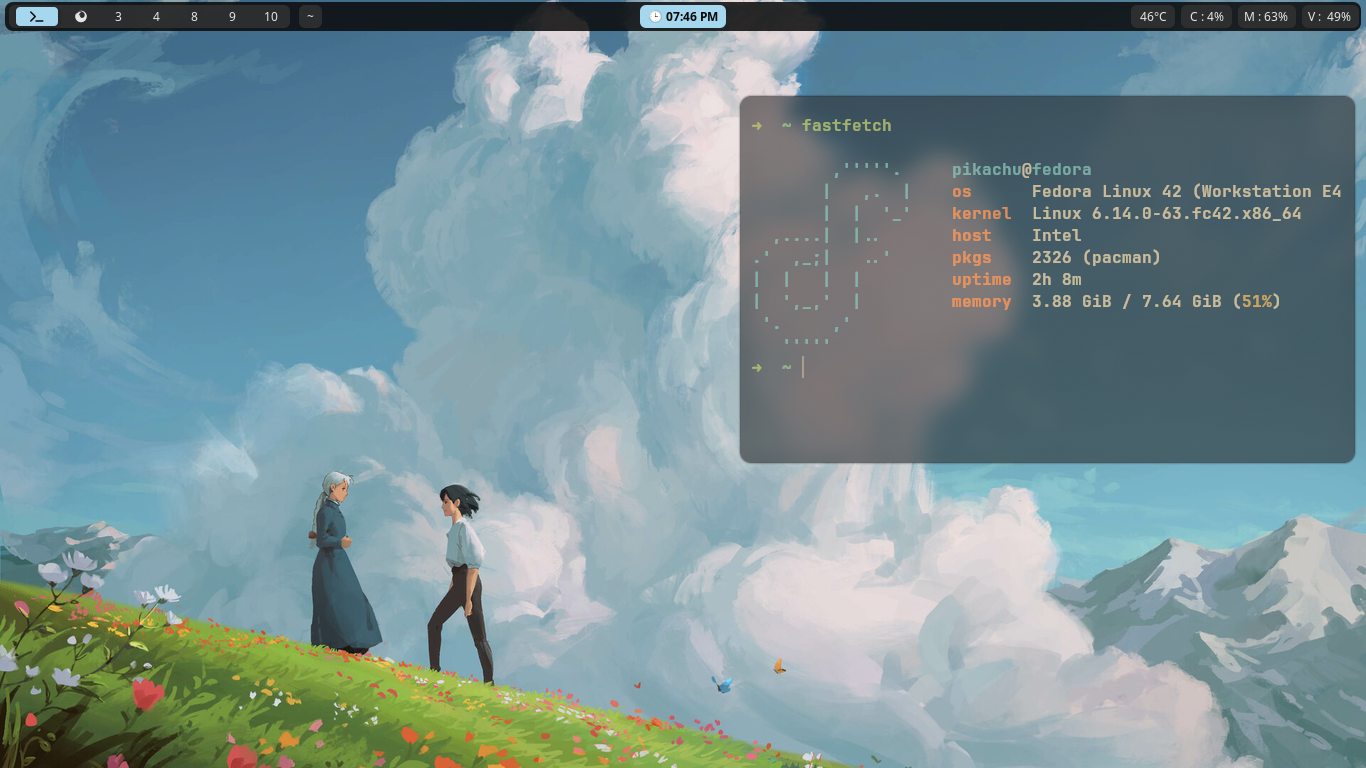 3 4 8 9 10 ~ 07:46 PM 46°C C : 4% M : 63% V : 49%
➜ ~ fastfetch
pikachu@fedora
os Fedora Linux 42 (Workstation E4
kernel Linux 6.14.0-63.fc42.x86_64
host Intel
pkgs 2326 (pacman)
uptime 2h 8m
memory 3.88 GiB / 7.64 GiB (51%)
➜ ~